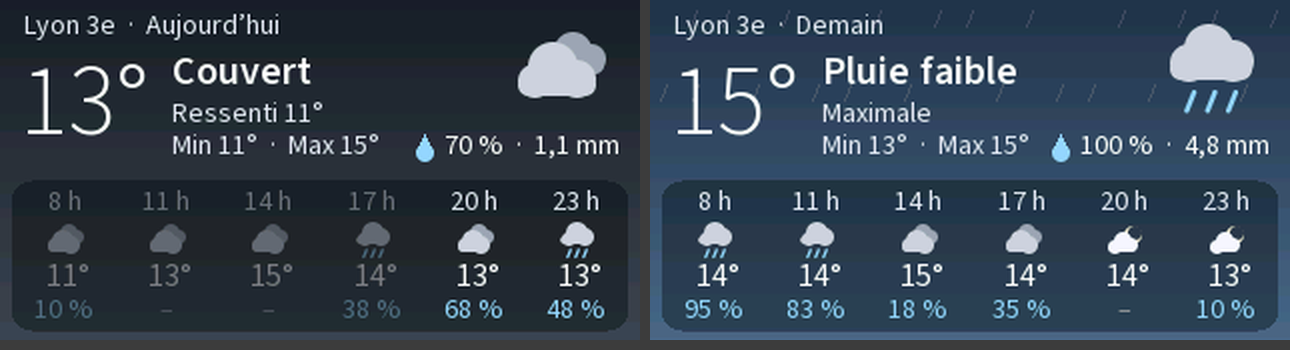 Lyon 3e · Aujourd’hui
13°
Couvert
Ressenti 11°
Min 11° · Max 15°
70 % · 1,1 mm
8 h 11 h 14 h 17 h 20 h 23 h
11° 13° 15° 14° 13° 13°
10 % – – 38 % 68 % 48 %
Lyon 3e · Demain
15°
Pluie faible
Maximale
Min 13° · Max 15°
100 % · 4,8 mm
8 h 11 h 14 h 17 h 20 h 23 h
14° 14° 15° 14° 14° 13°
95 % 83 % 18 % 35 % – 10 %